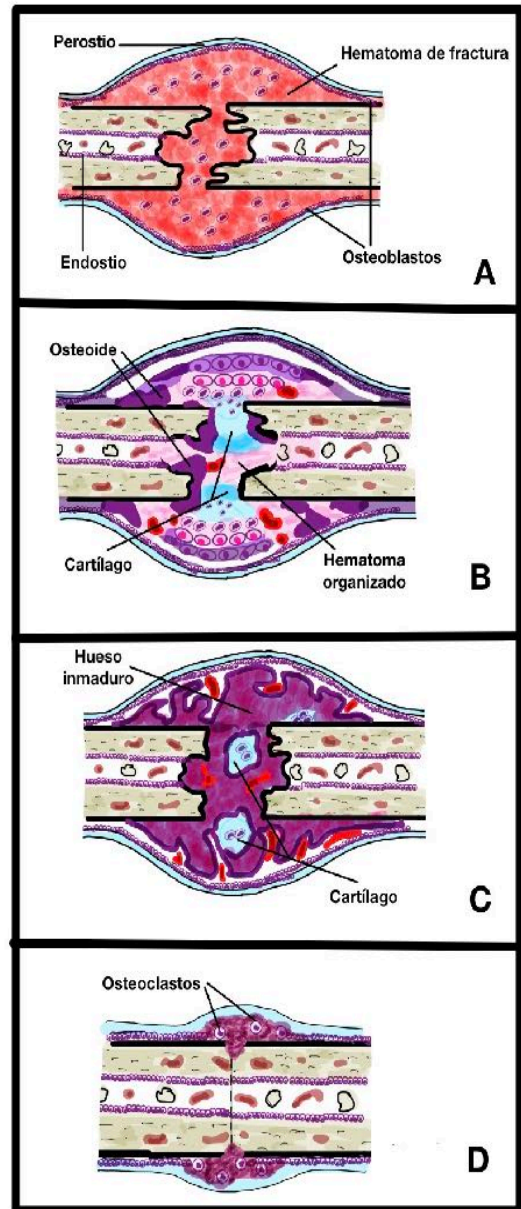 Perostio
Hematoma de fractura
Endostio
Osteoblastos
A
Osteoide
Cartílago
Hematoma
organizado
B
Hueso
inmaduro
Cartílago
C
Osteoclastos
D